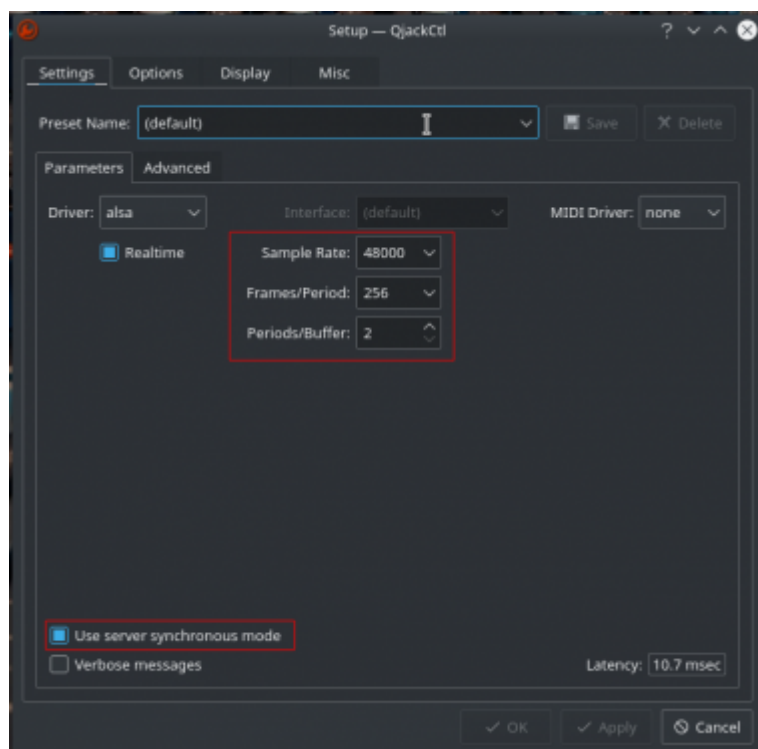 Setup — QjackCtl
Settings Options Display Misc
Preset Name: (default) Save Delete
Parameters Advanced
Driver: alsa Interface: (default) MIDI Driver: none
Realtime Sample Rate: 48000
Frames/Period: 256
Periods/Buffer: 2
Use server synchronous mode
Verbose messages Latency: 10.7 msec
OK Apply Cancel